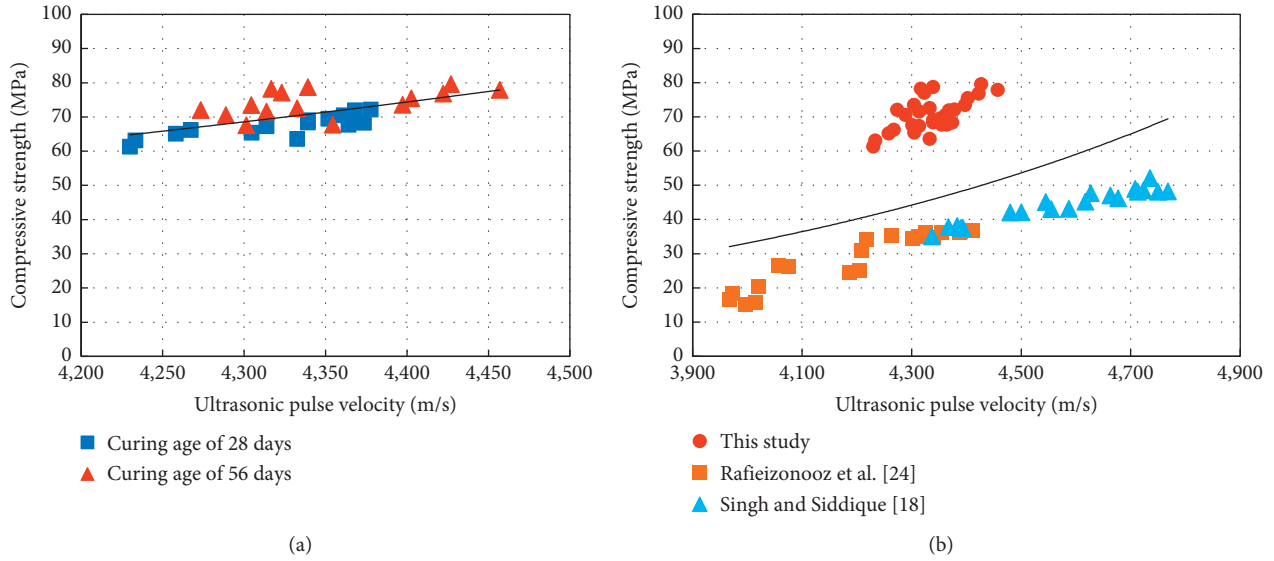 100
90
80
70
60
50
40
30
20
10
0
Compressive strength (MPa)
4,200 4,250 4,300 4,350 4,400 4,450 4,500
Ultrasonic pulse velocity (m/s)
Curing age of 28 days
Curing age of 56 days
(a)
100
90
80
70
60
50
40
30
20
10
0
Compressive strength (MPa)
3,900 4,100 4,300 4,500 4,700 4,900
Ultrasonic pulse velocity (m/s)
This study
Rafieizonooz et al. [24]
Singh and Siddique [18]
(b)